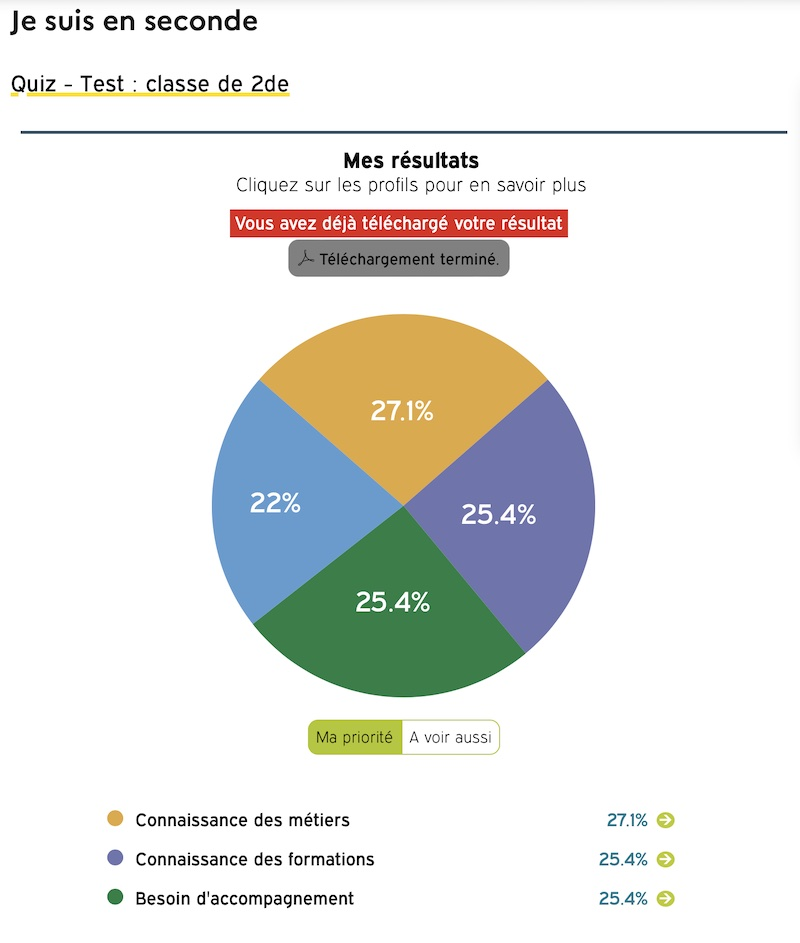 Je suis en seconde
Quiz - Test : classe de 2de
Mes résultats
Cliquez sur les profils pour en savoir plus
Vous avez déjà téléchargé votre résultat
Téléchargement terminé.
27.1%
22%
25.4%
25.4%
Ma priorité A voir aussi
Connaissance des métiers 27.1%
Connaissance des formations 25.4%
Besoin d'accompagnement 25.4%